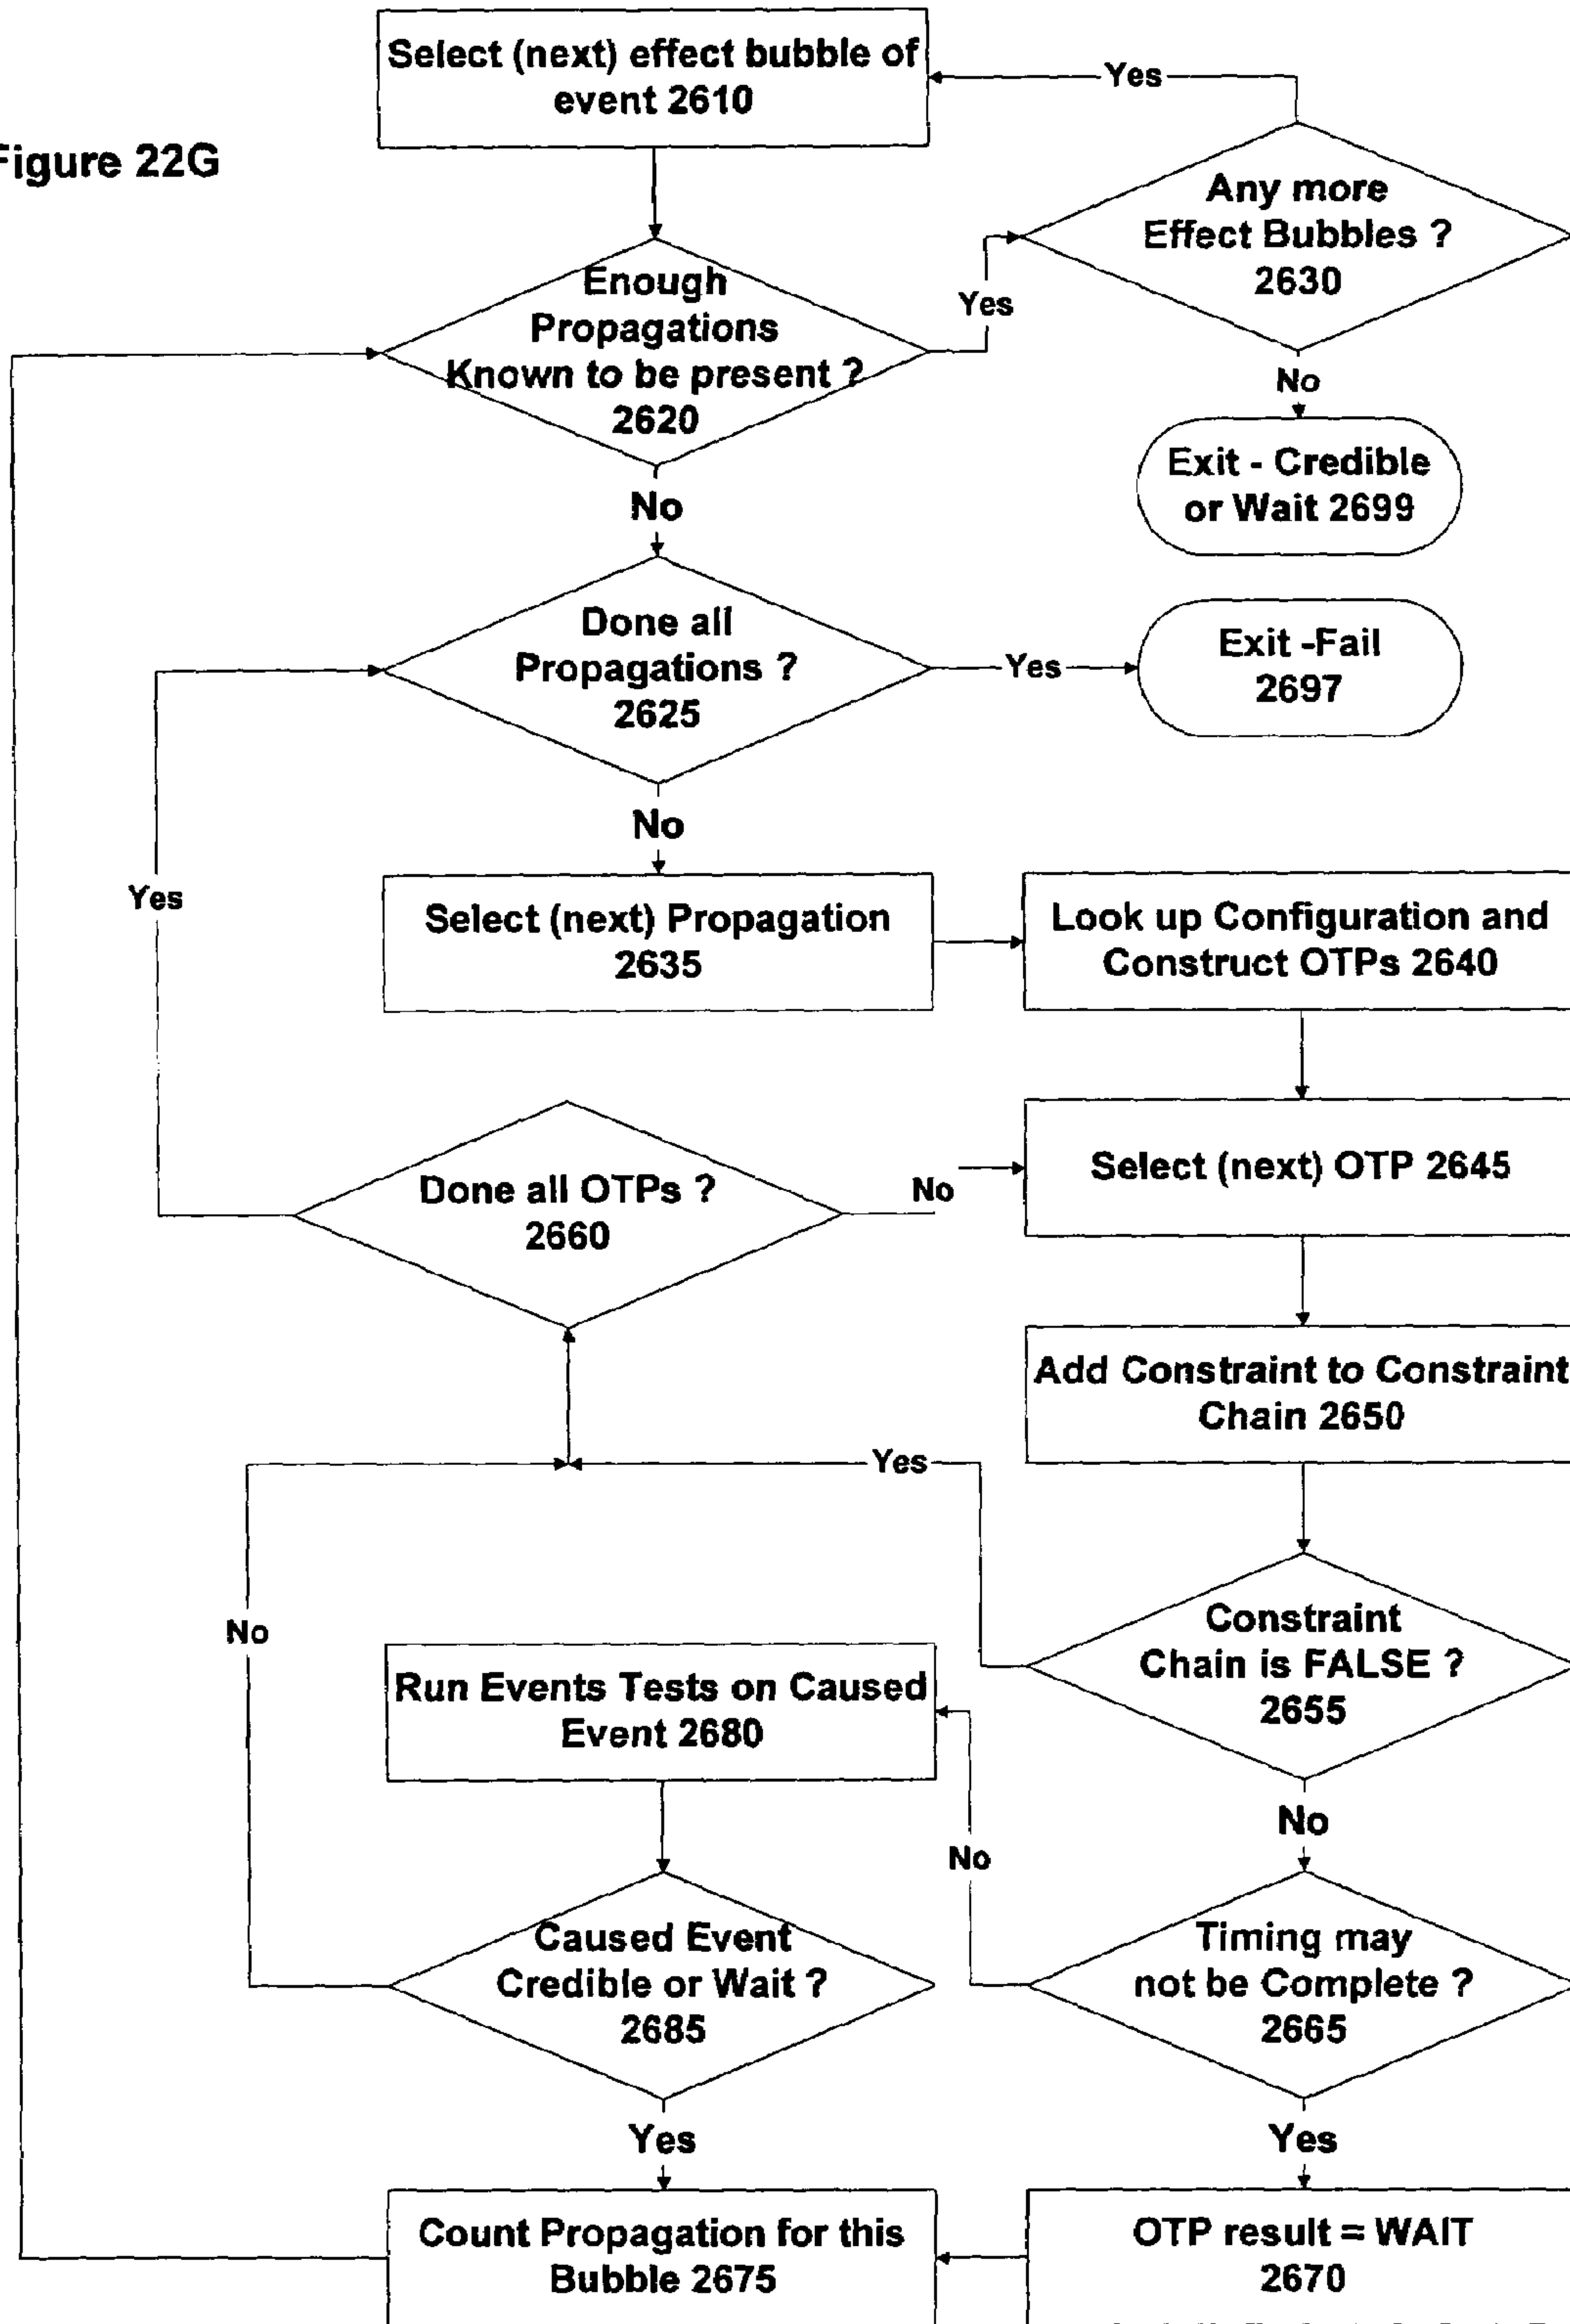 Select (next) effect bubble of
event 2610
Yes
Figure 22G
Any more
Effect Bubbles ?
2630
Enough
Propagations
Known to be present ?
2620
Yes
No
Exit - Credible
or Wait 2699
No
Done all
Propagations ?
2625
Yes
Exit -Fail
2697
No
Yes
Select (next) Propagation
2635
Look up Configuration and
Construct OTPs 2640
Done all OTPs ?
2660
No
Select (next) OTP 2645
Add Constraint to Constraint
Chain 2650
Yes
No
Constraint
Chain is FALSE ?
2655
Run Events Tests on Caused
Event 2680
No
No
Caused Event
Credible or Wait ?
2685
Timing may
not be Complete ?
2665
Yes
Yes
Count Propagation for this
Bubble 2675
OTP result = WAIT
2670